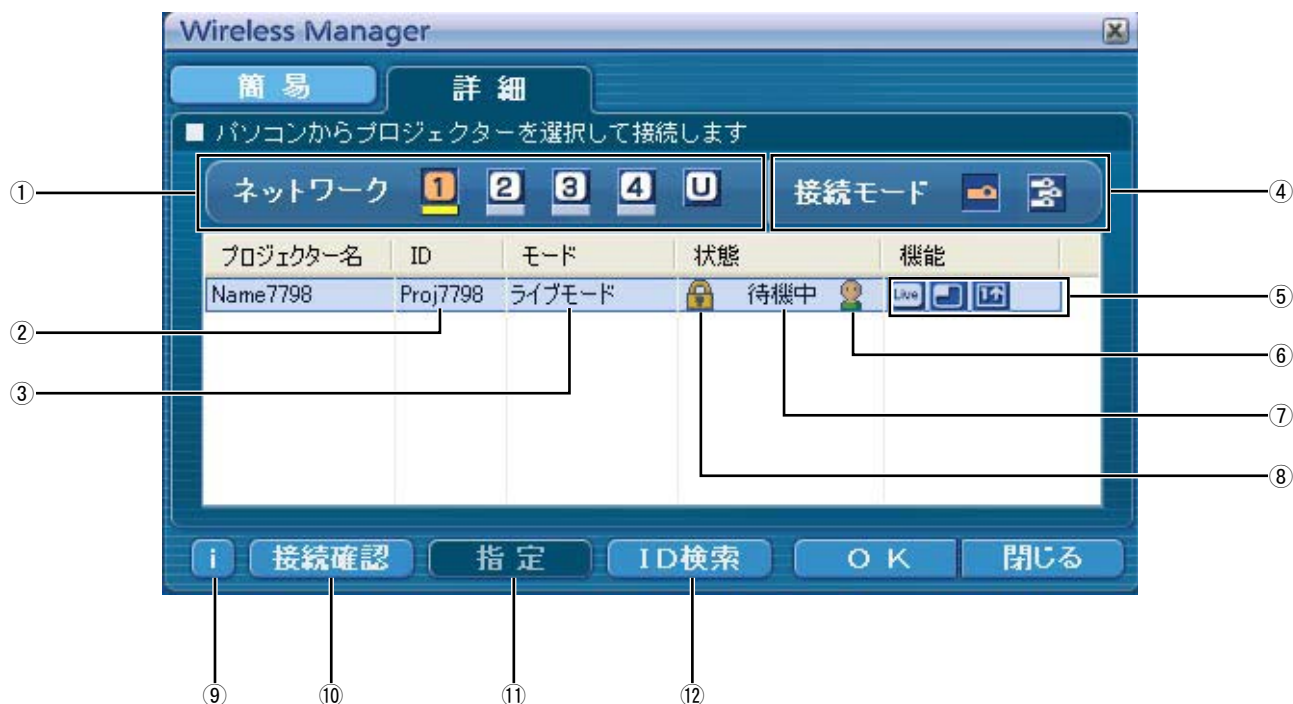 Wireless Manager
簡易 詳細
■ パソコンからプロジェクターを選択して接続します
① ネットワーク 1 2 3 4 U 接続モード ④
プロジェクター名 ID モード 状態 機能
Name7798 Proj7798 ライブモード 待機中 Live ⑤
②
⑥
③
⑦
⑧
i 接続確認 指定 ID検索 OK 閉じる
⑨ ⑩ ⑪ ⑫